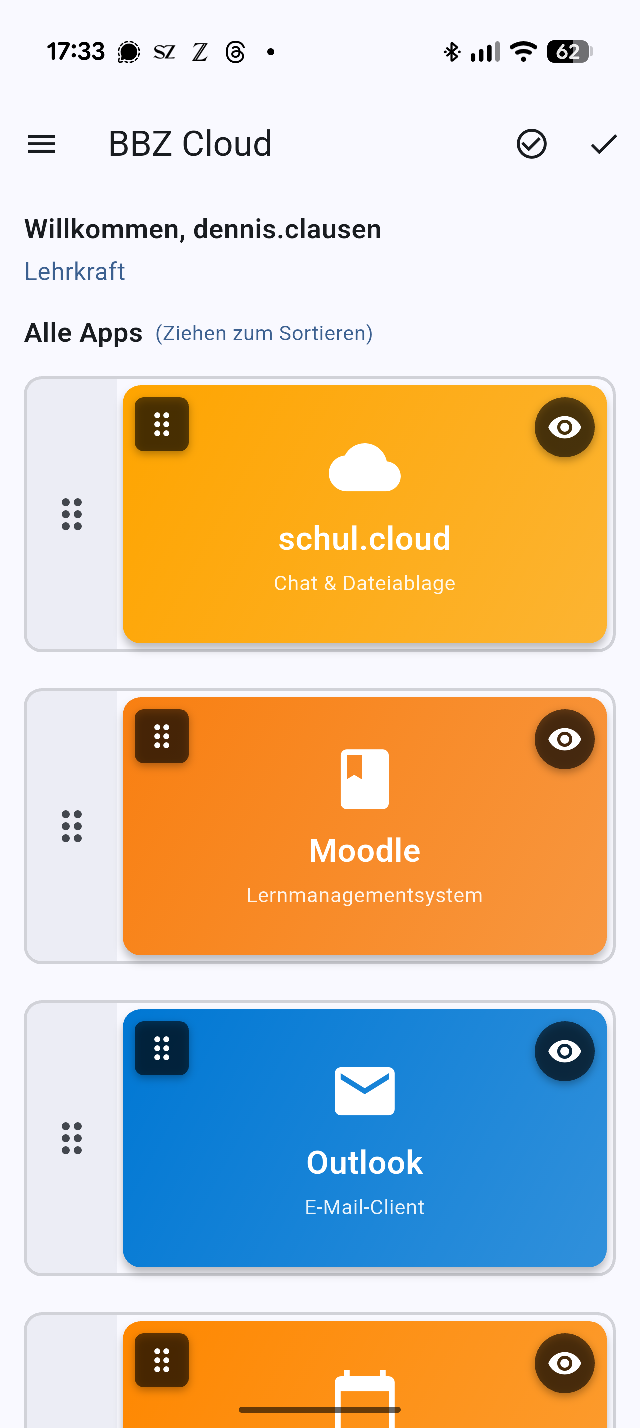 17:33 SZ Z 62
BBZ Cloud
Willkommen, dennis.clausen
Lehrkraft
Alle Apps (Ziehen zum Sortieren)
schul.cloud
Chat & Dateiablage
Moodle
Lernmanagementsystem
Outlook
E-Mail-Client